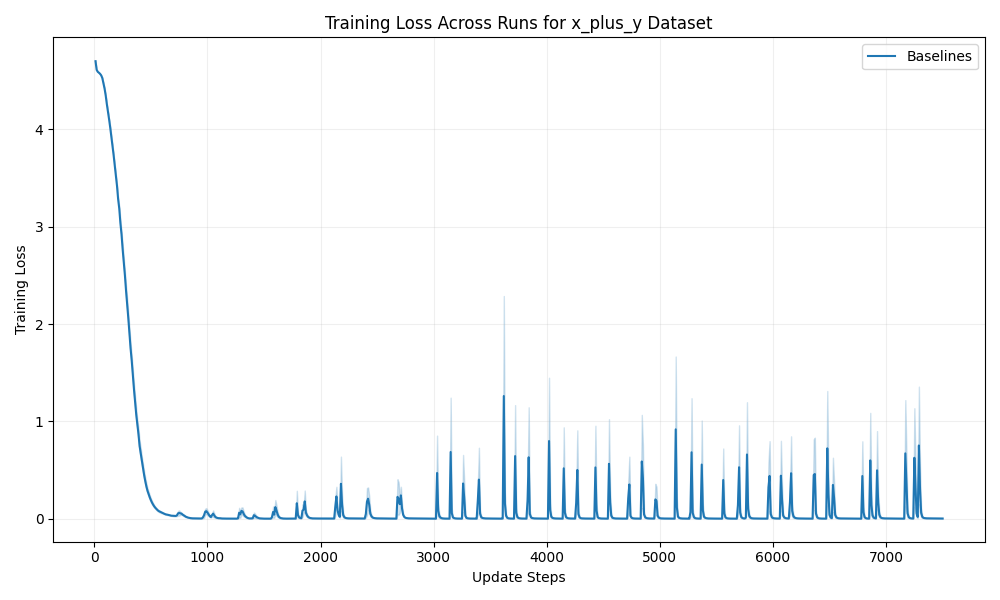 Training Loss Across Runs for x_plus_y Dataset
Baselines
Training Loss
4
3
2
1
0
0 1000 2000 3000 4000 5000 6000 7000
Update Steps